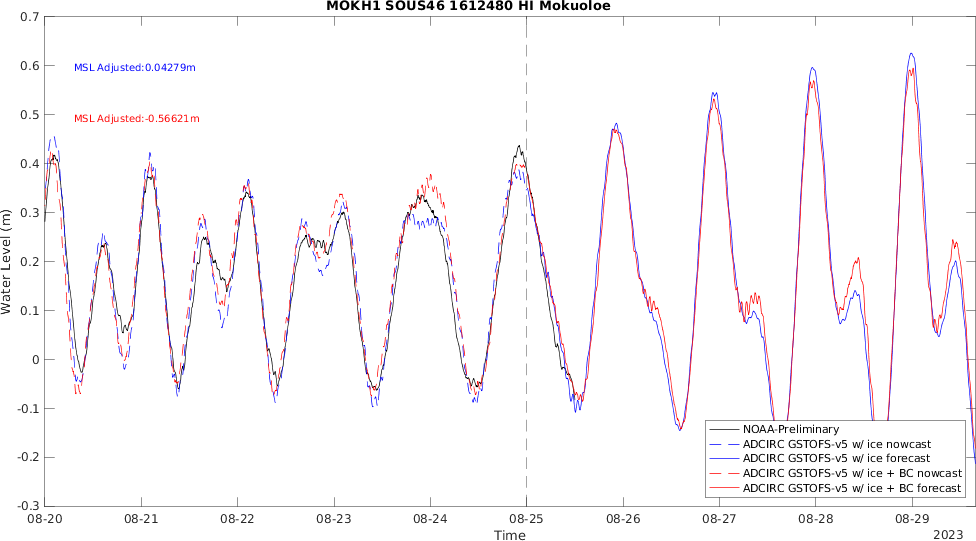 MOKH1 SOUS46 1612480 HI Mokuoloe
0.7
0.6
0.5
0.4
0.3
0.2
0.1
0
-0.1
-0.2
-0.3
Water Level (m)
MSL Adjusted:0.04279m
MSL Adjusted:-0.56621m
NOAA-Preliminary
ADCIRC GSTOFS-v5 w/ ice nowcast
ADCIRC GSTOFS-v5 w/ ice forecast
ADCIRC GSTOFS-v5 w/ ice + BC nowcast
ADCIRC GSTOFS-v5 w/ ice + BC forecast
08-20 08-21 08-22 08-23 08-24 08-25 08-26 08-27 08-28 08-29
Time
2023